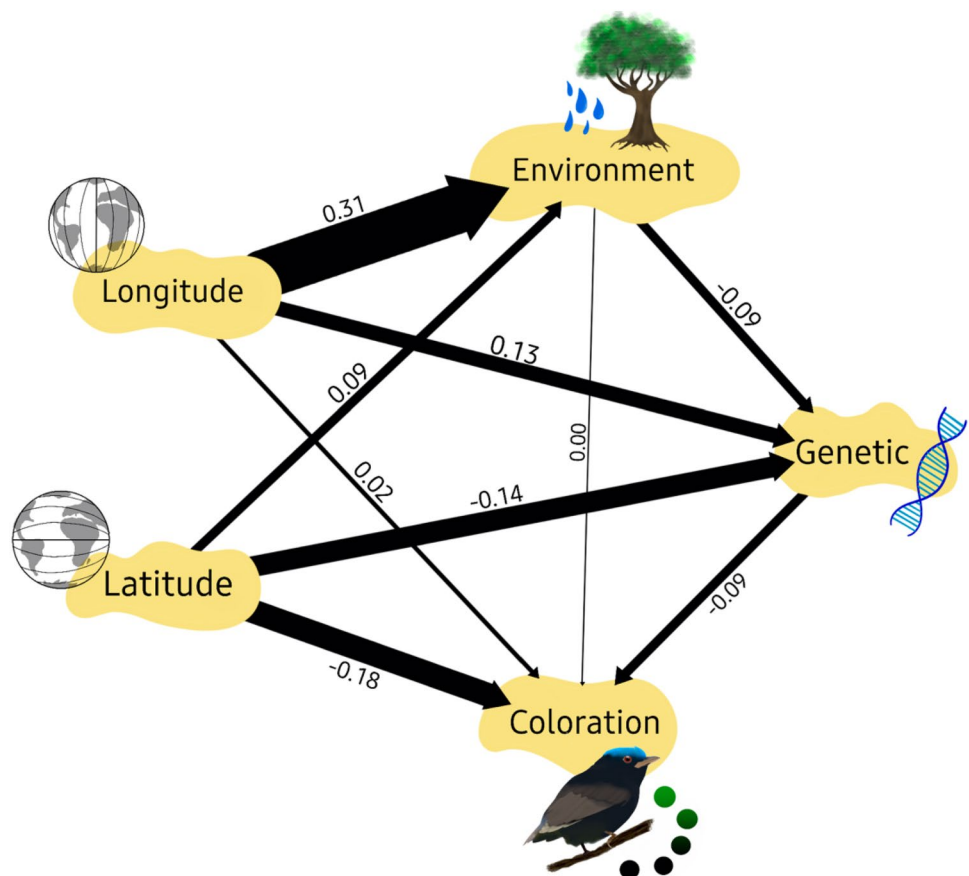 Environment
0.31
Longitude
-0.09
0.13
0.09
0.00
Genetic
0.02
-0.14
Latitude
-0.09
-0.18
Coloration